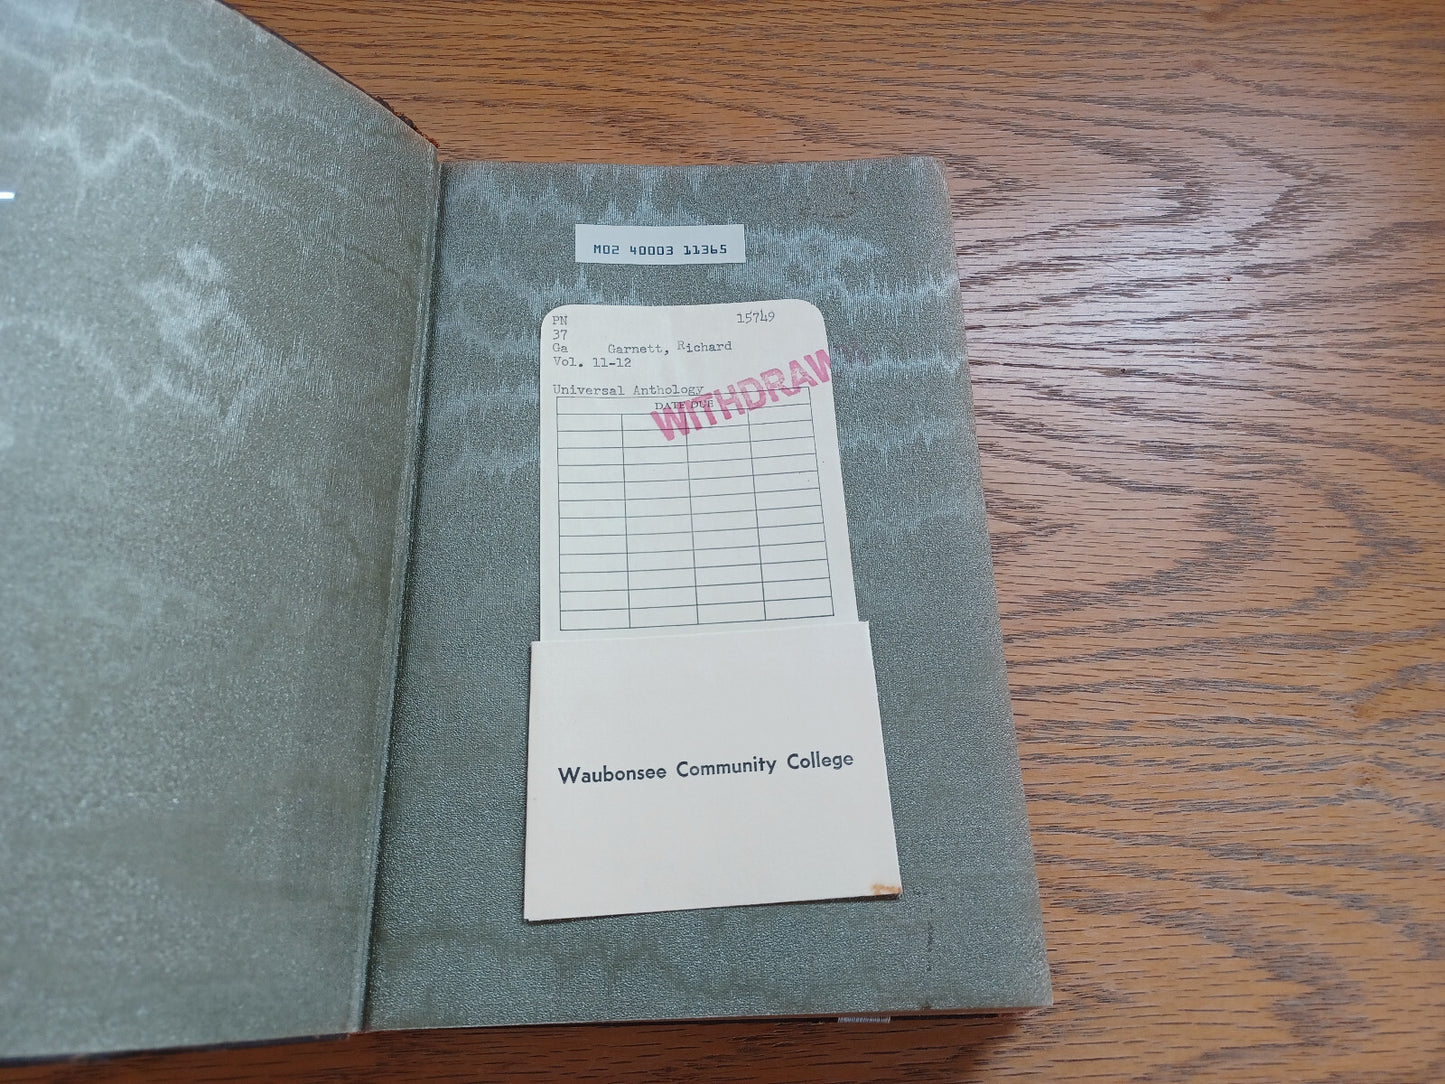 M02 40003 11365
PN 15749
37
Ga Garnett, Richard
Vol. 11-12
Universal Anthology
DATE DUE
WITHDRAWN
Waubonsee Community College